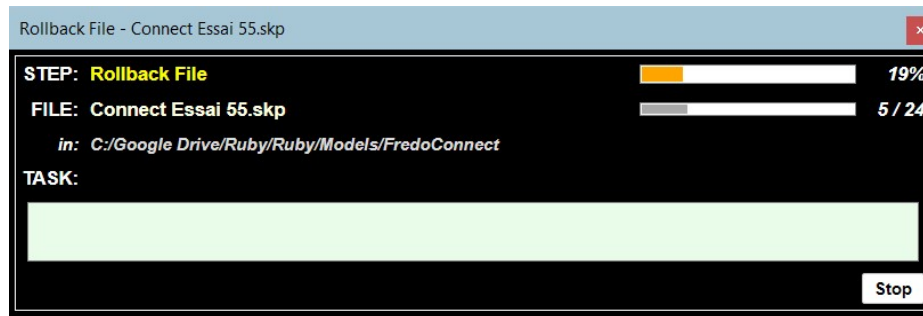 Rollback File - Connect Essai 55.skp
STEP: Rollback File 19%
FILE: Connect Essai 55.skp 5 / 24
in: C:/Google Drive/Ruby/Ruby/Models/FredoConnect
TASK:
Stop